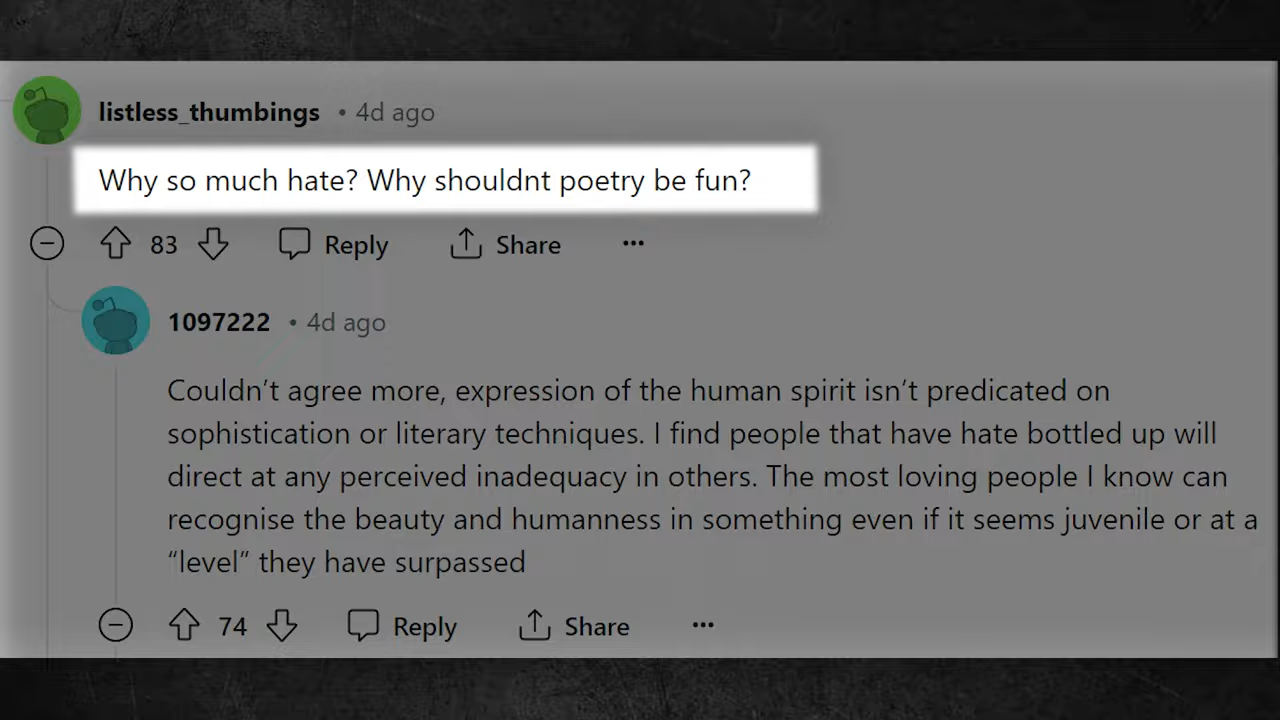 listless_thumbings • 4d ago
Why so much hate? Why shouldnt poetry be fun?
83 Reply Share ···
1097222 • 4d ago
Couldn’t agree more, expression of the human spirit isn’t predicated on
sophistication or literary techniques. I find people that have hate bottled up will
direct at any perceived inadequacy in others. The most loving people I know can
recognise the beauty and humanness in something even if it seems juvenile or at a
“level” they have surpassed
74 Reply Share ···